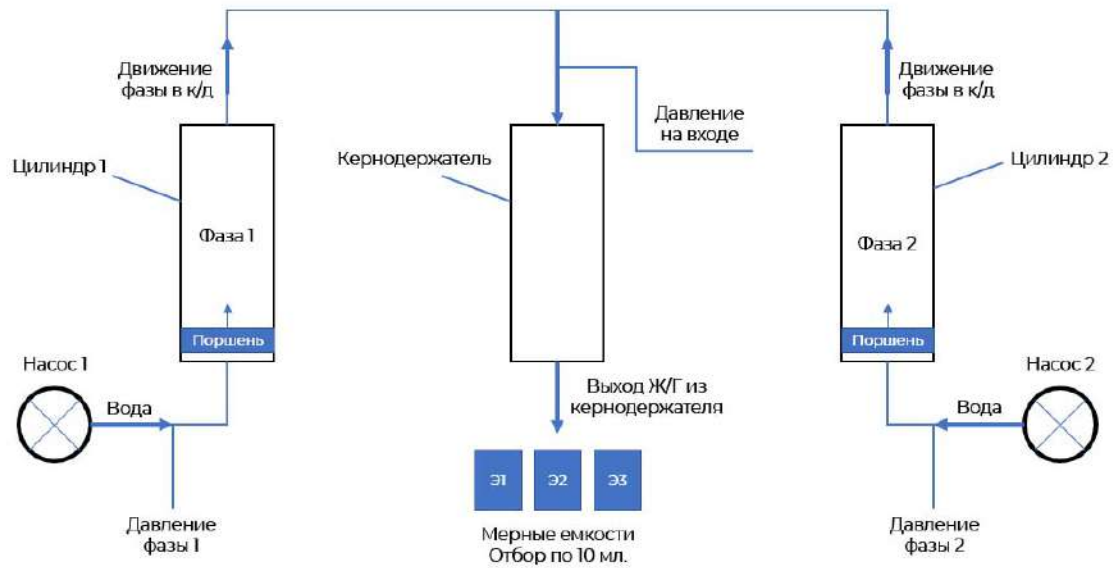 Движение
фазы в к/д
Движение
фазы в к/д
Давление
на входе
Цилиндр 1
Кернодержатель
Цилиндр 2
Фаза 1
Фаза 2
Поршень
Поршень
Насос 1
Насос 2
Вода
Выход Ж/Г из
кернодержателя
Вода
Э1
Э2
Э3
Давление
фазы 1
Мерные емкости
Отбор по 10 мл.
Давление
фазы 2